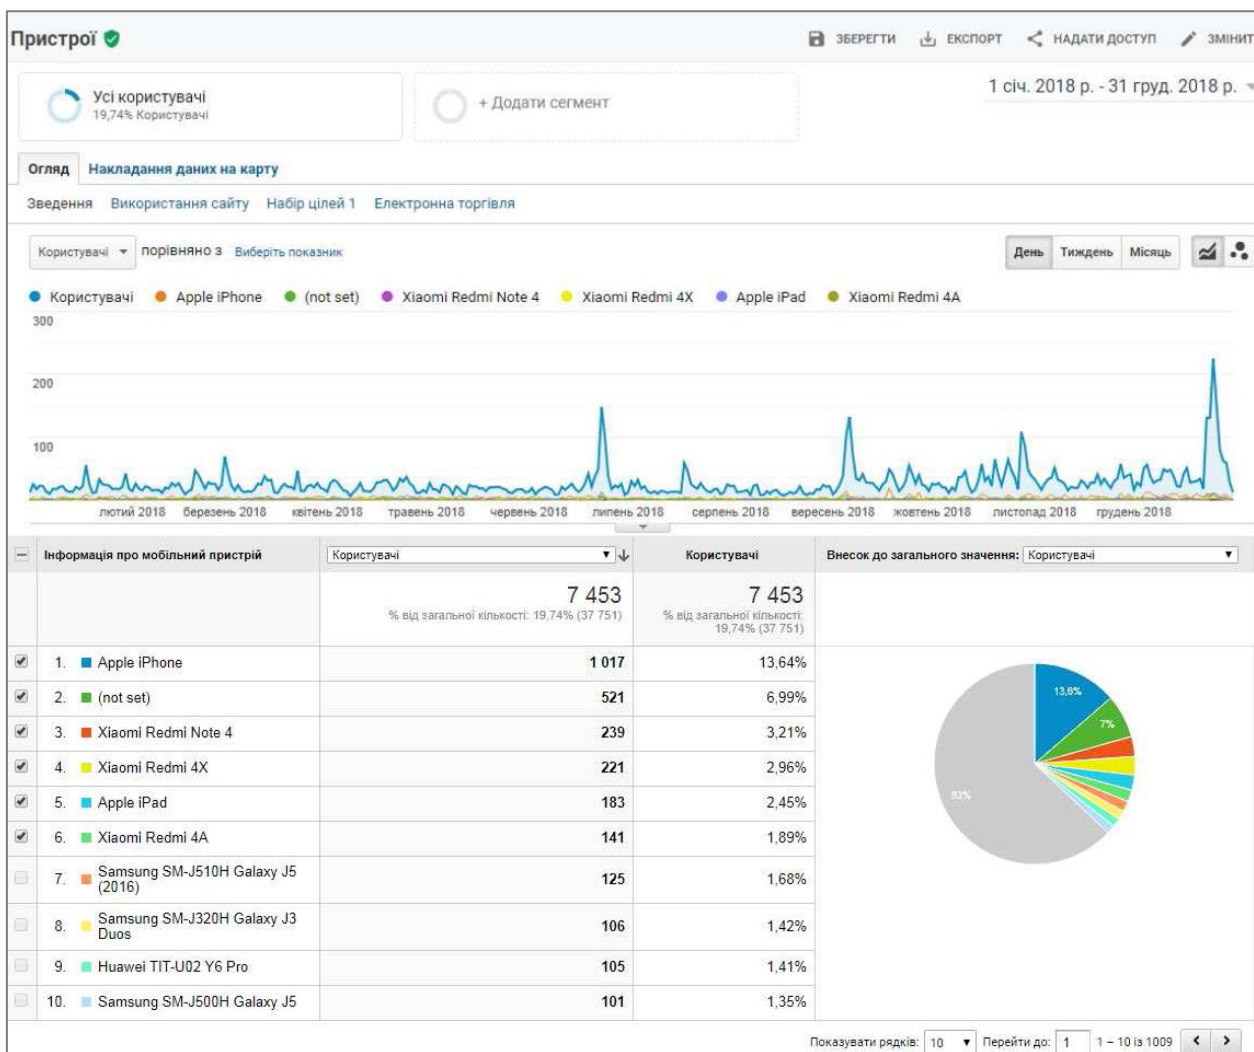 Пристрої
ЗБЕРЕГТИ ЕКСПОРТ НАДАТИ ДОСТУП ЗМІНИТ
Усі користувачі
19,74% Користувачі
+ Додати сегмент
1 січ. 2018 р. - 31 груд. 2018 р.
Огляд Накладання даних на карту
Зведення Використання сайту Набір цілей 1 Електронна торгівля
Користувачі порівняно з Виберіть показник
День Тиждень Місяць
Користувачі Apple iPhone (not set) Xiaomi Redmi Note 4 Xiaomi Redmi 4X Apple iPad Xiaomi Redmi 4A
300
200
100
лютий 2018 березень 2018 квітень 2018 травень 2018 червень 2018 липень 2018 серпень 2018 вересень 2018 жовтень 2018 листопад 2018 грудень 2018
Інформація про мобільний пристрій Користувачі Користувачі Внесок до загального значення: Користувачі
7 453 7 453
% від загальної кількості: 19,74% (37 751) % від загальної кількості:
19,74% (37 751)
1. Apple iPhone 1 017 13,64%
2. (not set) 521 6,99%
3. Xiaomi Redmi Note 4 239 3,21%
4. Xiaomi Redmi 4X 221 2,96%
5. Apple iPad 183 2,45%
6. Xiaomi Redmi 4A 141 1,89%
7. Samsung SM-J510H Galaxy J5
(2016) 125 1,68%
8. Samsung SM-J320H Galaxy J3
Duos 106 1,42%
9. Huawei TIT-U02 Y6 Pro 105 1,41%
10. Samsung SM-J500H Galaxy J5 101 1,35%
13,6%
7%
63%
Показувати рядків: 10 Перейти до: 1 1 – 10 із 1009